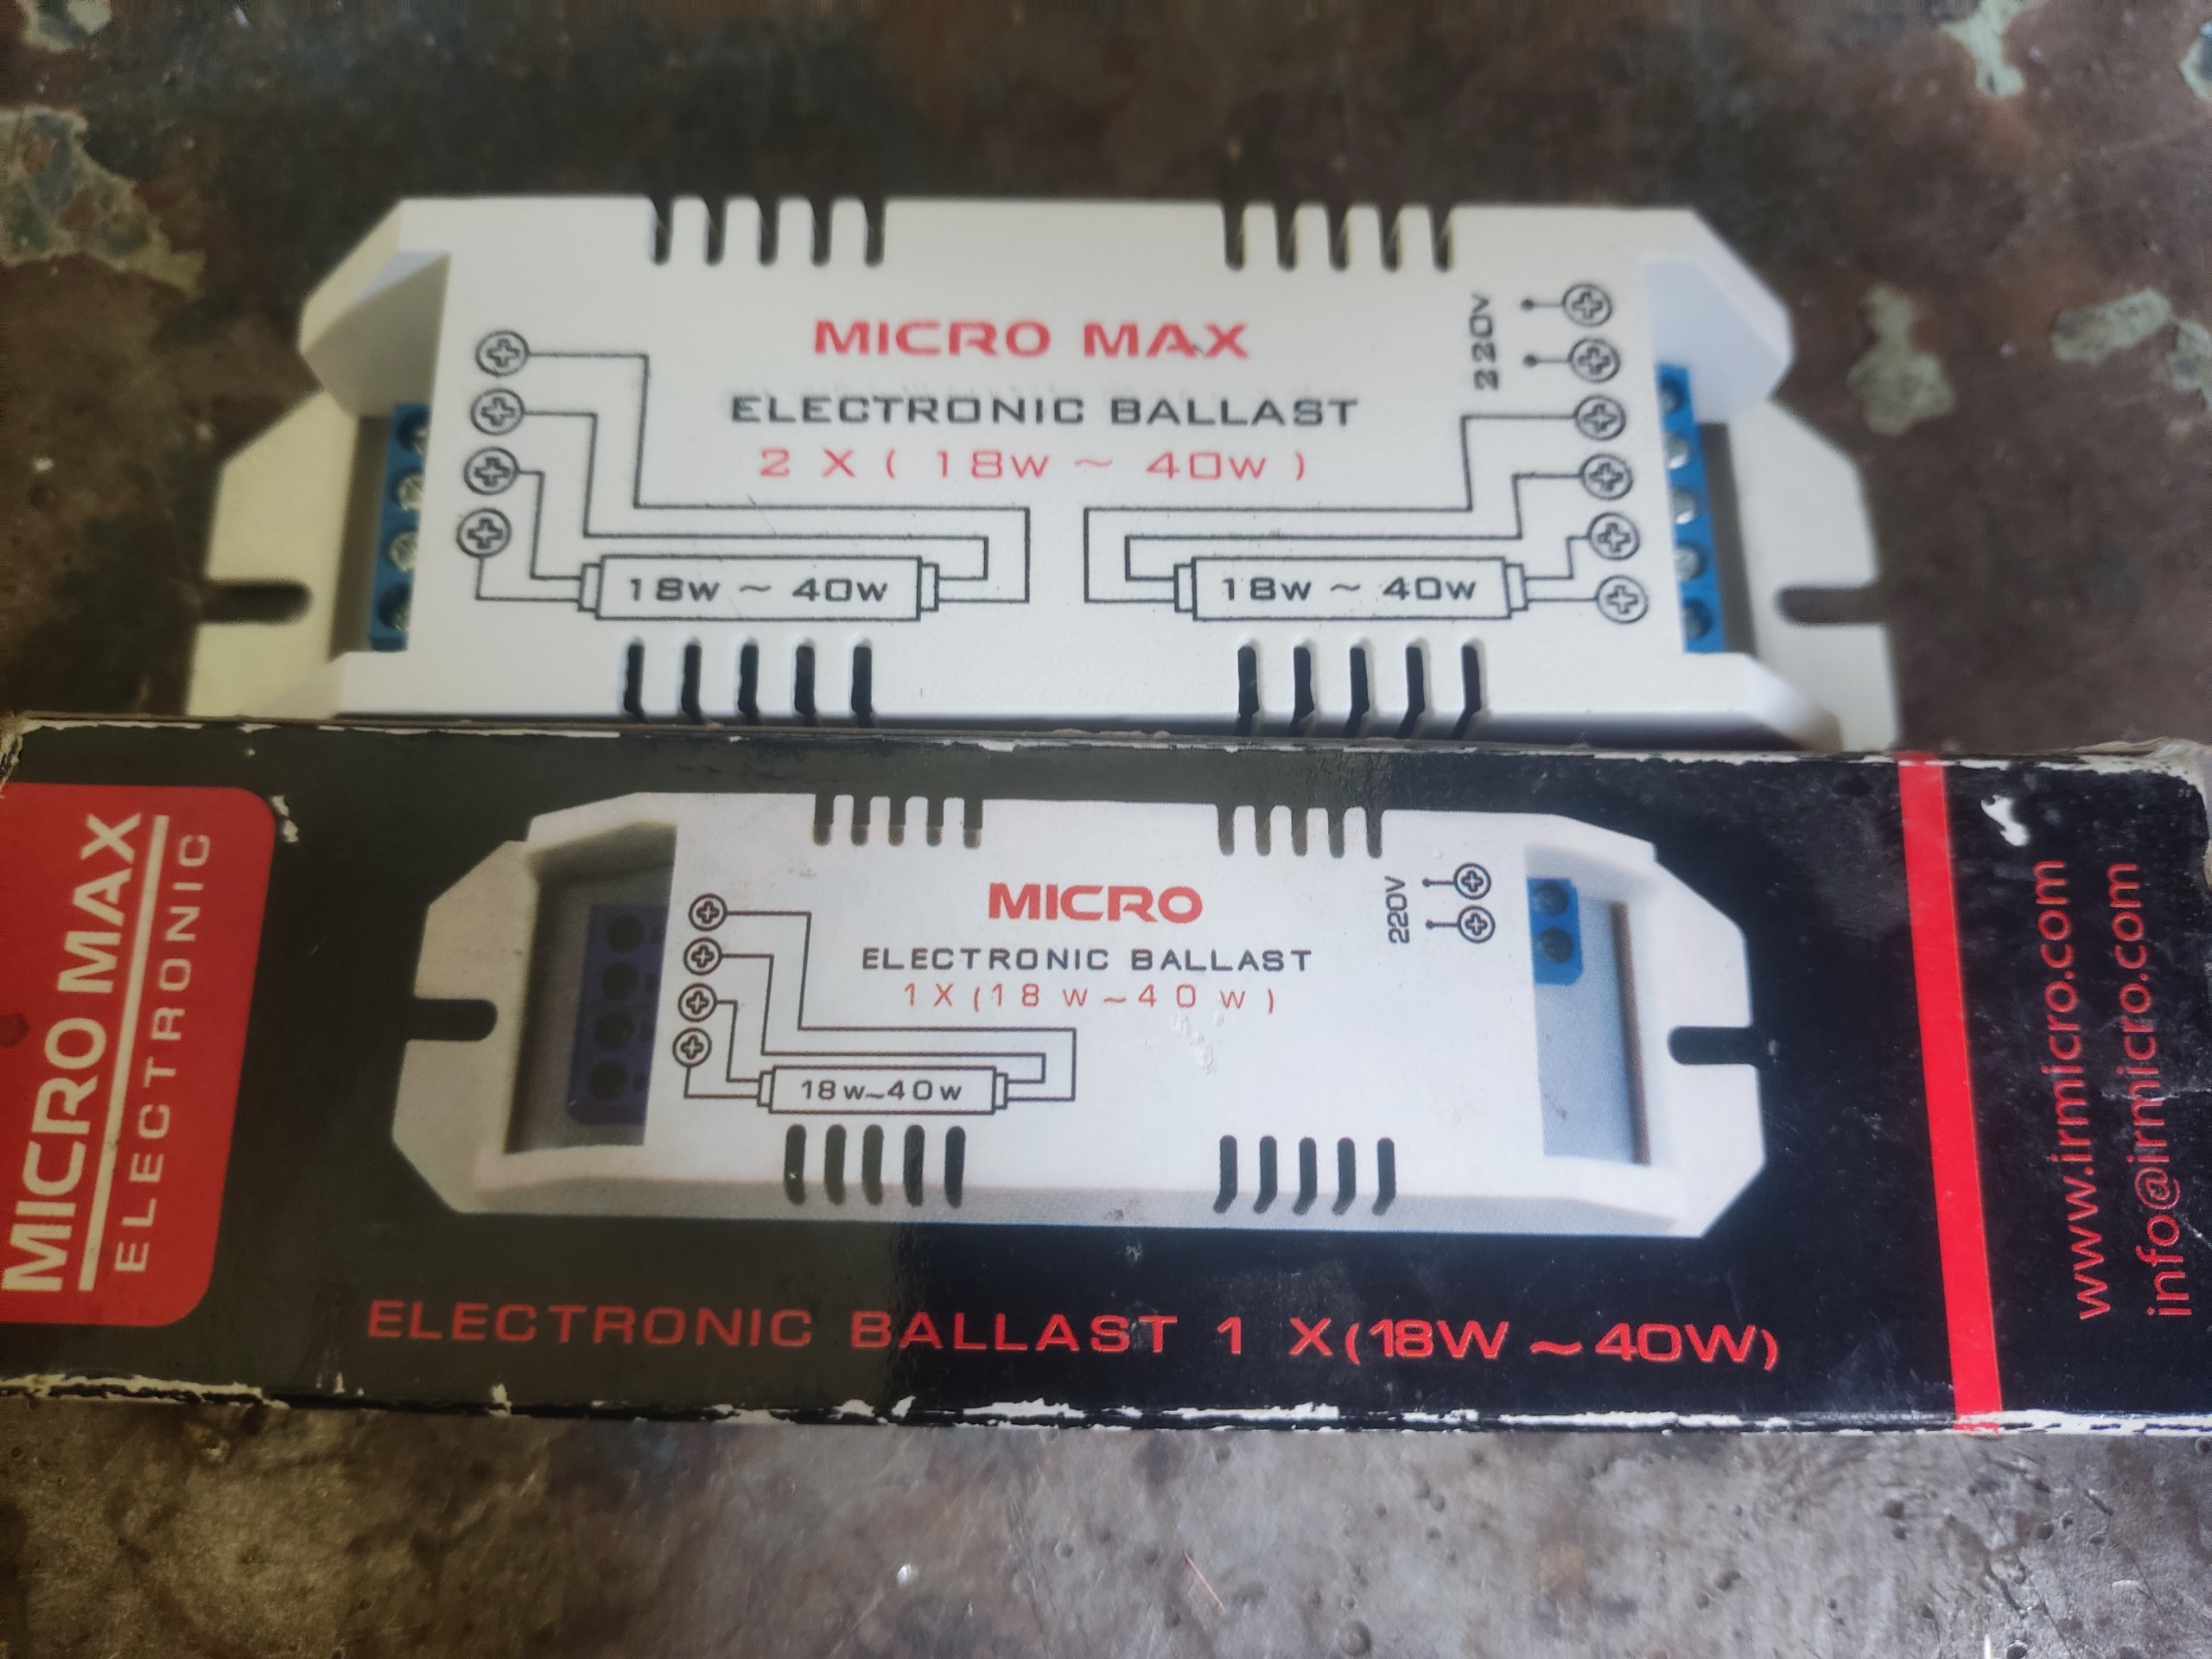 MICRO MAX
ELECTRONIC BALLAST
2 X ( 18w ~ 40w )
220v
18w ~ 40w
18w ~ 40w
MICRO MAX
ELECTRONIC
MICRO
ELECTRONIC BALLAST
1 X ( 18 w ~ 40 w )
220V
18w~40w
ELECTRONIC BALLAST 1 X(18W ~ 40W)
www.irmicro.com
info@irmicro.com